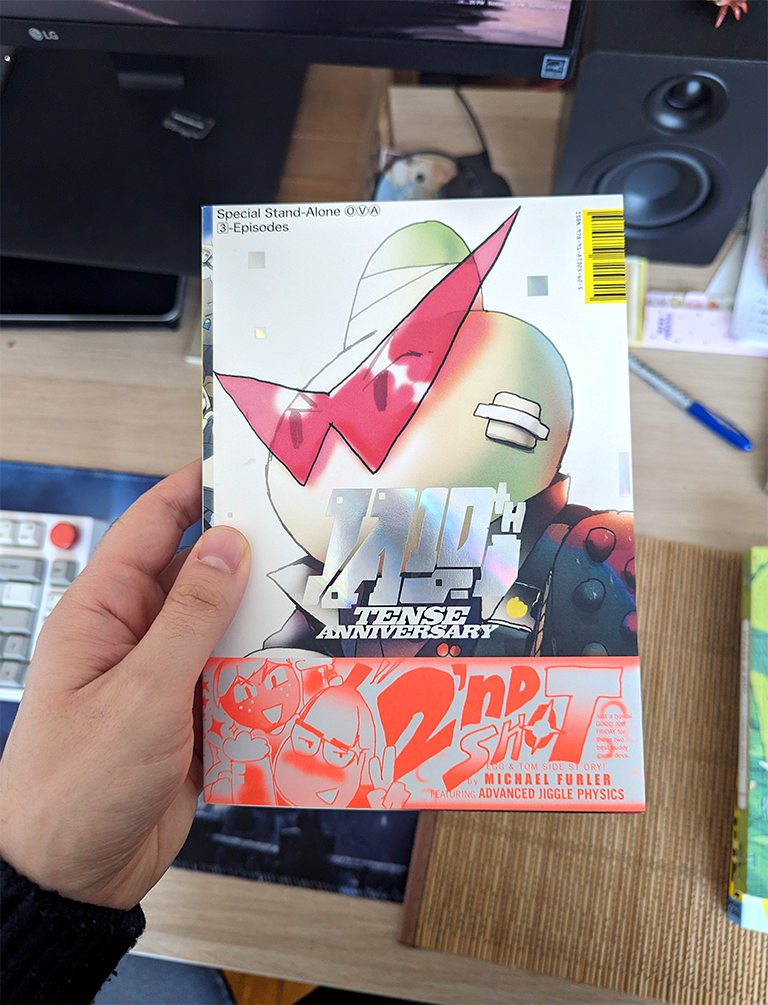 LG
Special Stand-Alone ⓄⓋⒶ
3-Episodes
TENSE
ANNIVERSARY
2'ND
SHOT
EGG & TOM SIDE STORY!
by MICHAEL FURLER
FEATURING ADVANCED JIGGLE PHYSICS